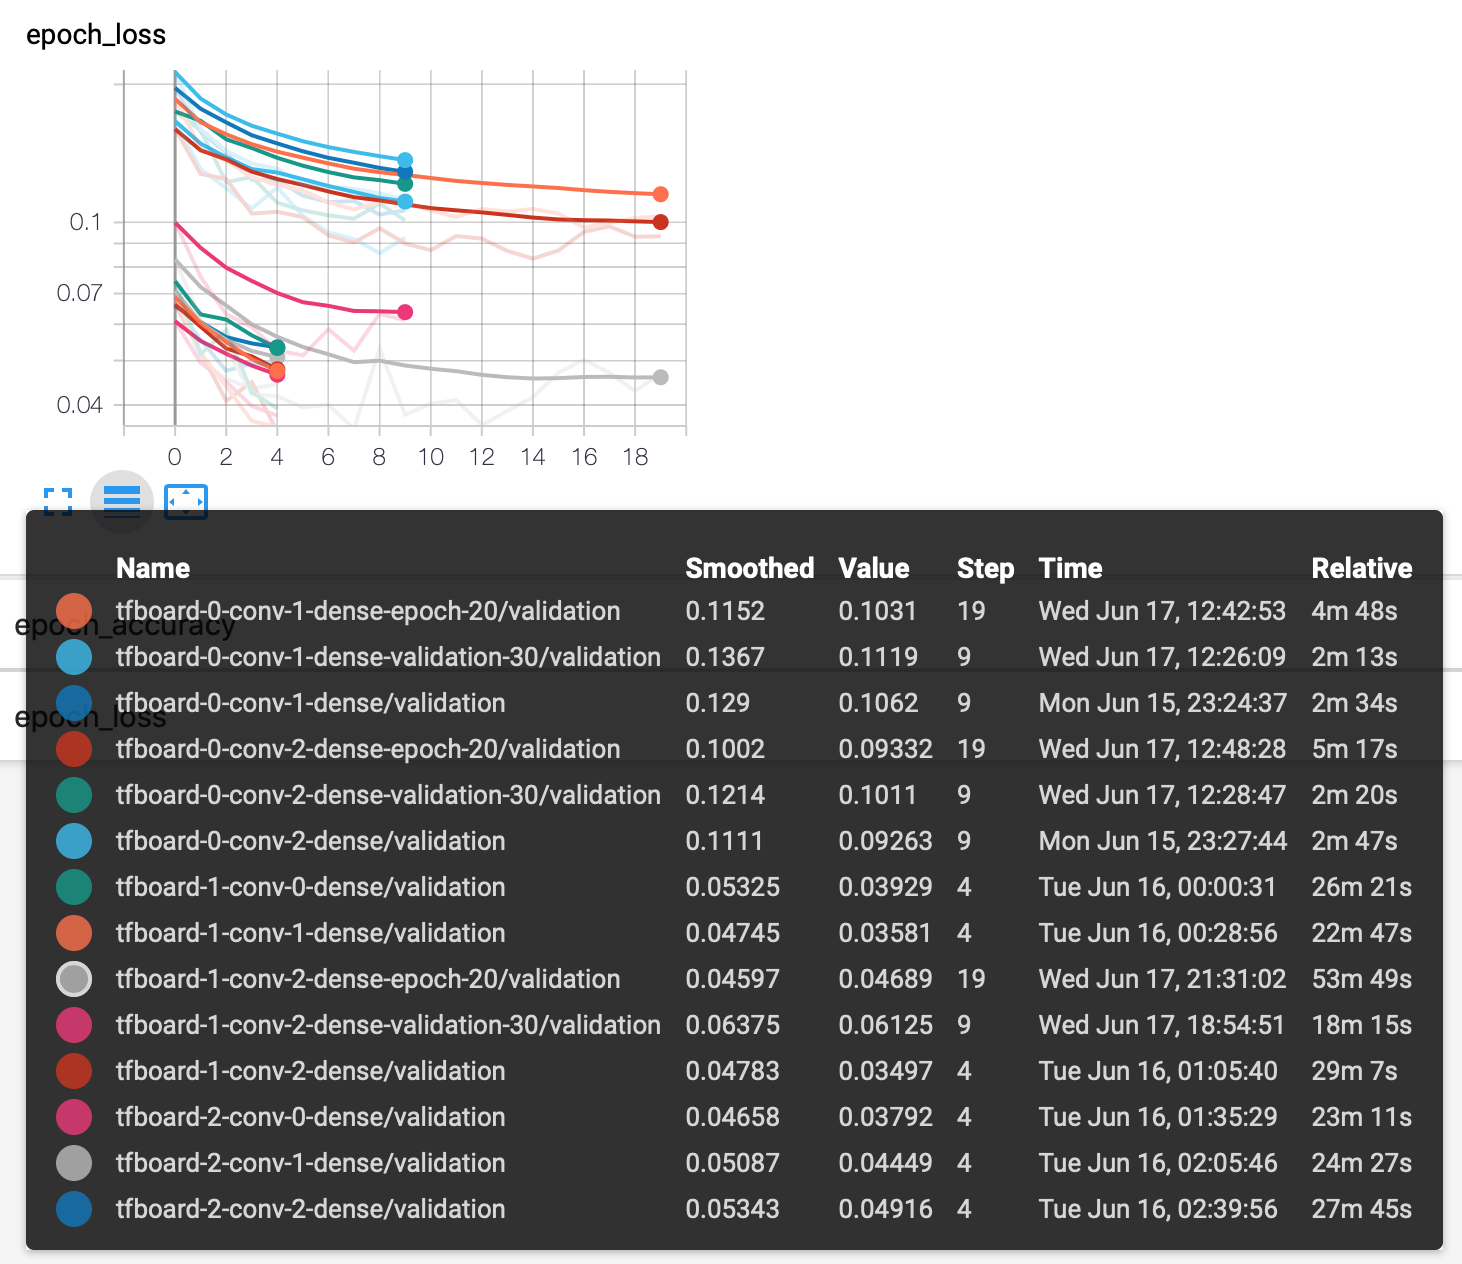 epoch_loss
0.1
0.07
0.04
0 2 4 6 8 10 12 14 16 18
Name Smoothed Value Step Time Relative
tfboard-0-conv-1-dense-epoch-20/validation 0.1152 0.1031 19 Wed Jun 17, 12:42:53 4m 48s
epoch_accuracy
tfboard-0-conv-1-dense-validation-30/validation 0.1367 0.1119 9 Wed Jun 17, 12:26:09 2m 13s
tfboard-0-conv-1-dense/validation 0.129 0.1062 9 Mon Jun 15, 23:24:37 2m 34s
epoch_loss
tfboard-0-conv-2-dense-epoch-20/validation 0.1002 0.09332 19 Wed Jun 17, 12:48:28 5m 17s
tfboard-0-conv-2-dense-validation-30/validation 0.1214 0.1011 9 Wed Jun 17, 12:28:47 2m 20s
tfboard-0-conv-2-dense/validation 0.1111 0.09263 9 Mon Jun 15, 23:27:44 2m 47s
tfboard-1-conv-0-dense/validation 0.05325 0.03929 4 Tue Jun 16, 00:00:31 26m 21s
tfboard-1-conv-1-dense/validation 0.04745 0.03581 4 Tue Jun 16, 00:28:56 22m 47s
tfboard-1-conv-2-dense-epoch-20/validation 0.04597 0.04689 19 Wed Jun 17, 21:31:02 53m 49s
tfboard-1-conv-2-dense-validation-30/validation 0.06375 0.06125 9 Wed Jun 17, 18:54:51 18m 15s
tfboard-1-conv-2-dense/validation 0.04783 0.03497 4 Tue Jun 16, 01:05:40 29m 7s
tfboard-2-conv-0-dense/validation 0.04658 0.03792 4 Tue Jun 16, 01:35:29 23m 11s
tfboard-2-conv-1-dense/validation 0.05087 0.04449 4 Tue Jun 16, 02:05:46 24m 27s
tfboard-2-conv-2-dense/validation 0.05343 0.04916 4 Tue Jun 16, 02:39:56 27m 45s